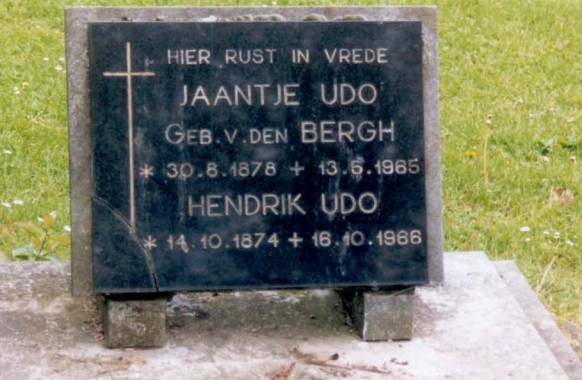 HIER RUST IN VREDE
JAANTJE UDO
GEB. V. DEN BERGH
* 30.8.1878 + 13.5.1965
HENDRIK UDO
* 14.10.1874 + 16.10.1966